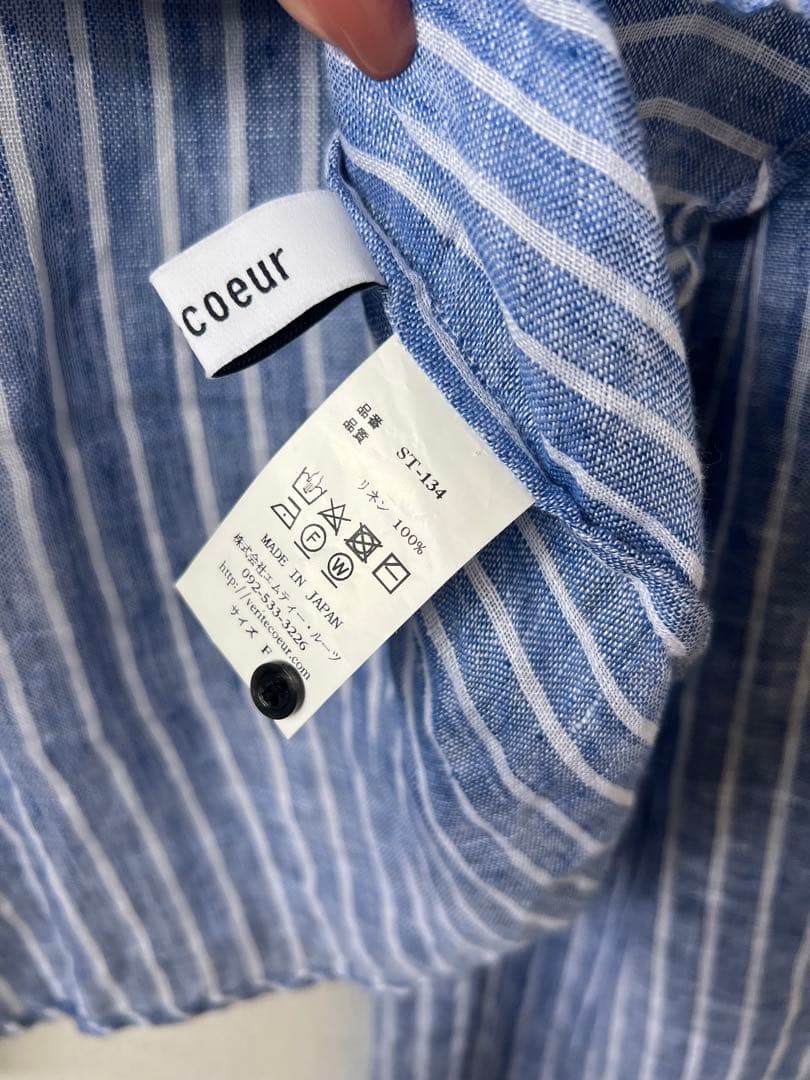 coeur
品番 ST-134
品質 リネン 100%
F W
MADE IN JAPAN
株式会社エムティー・ルーツ
092-533-3226
http://ventecoeur.com
サイズ F